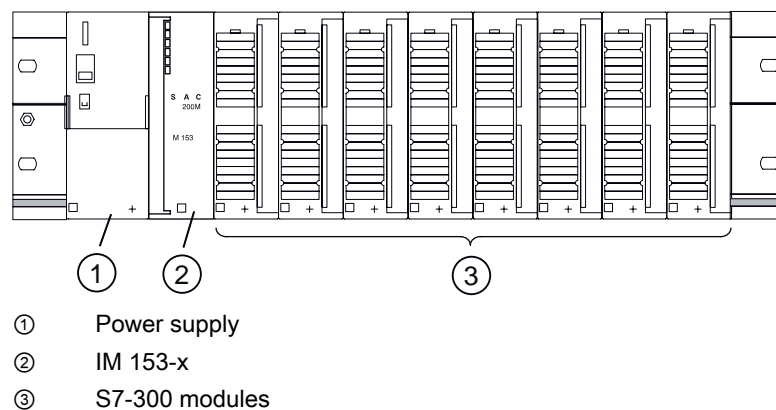 S A C
200M
M 153
① ② ③
① Power supply
② IM 153-x
③ S7-300 modules